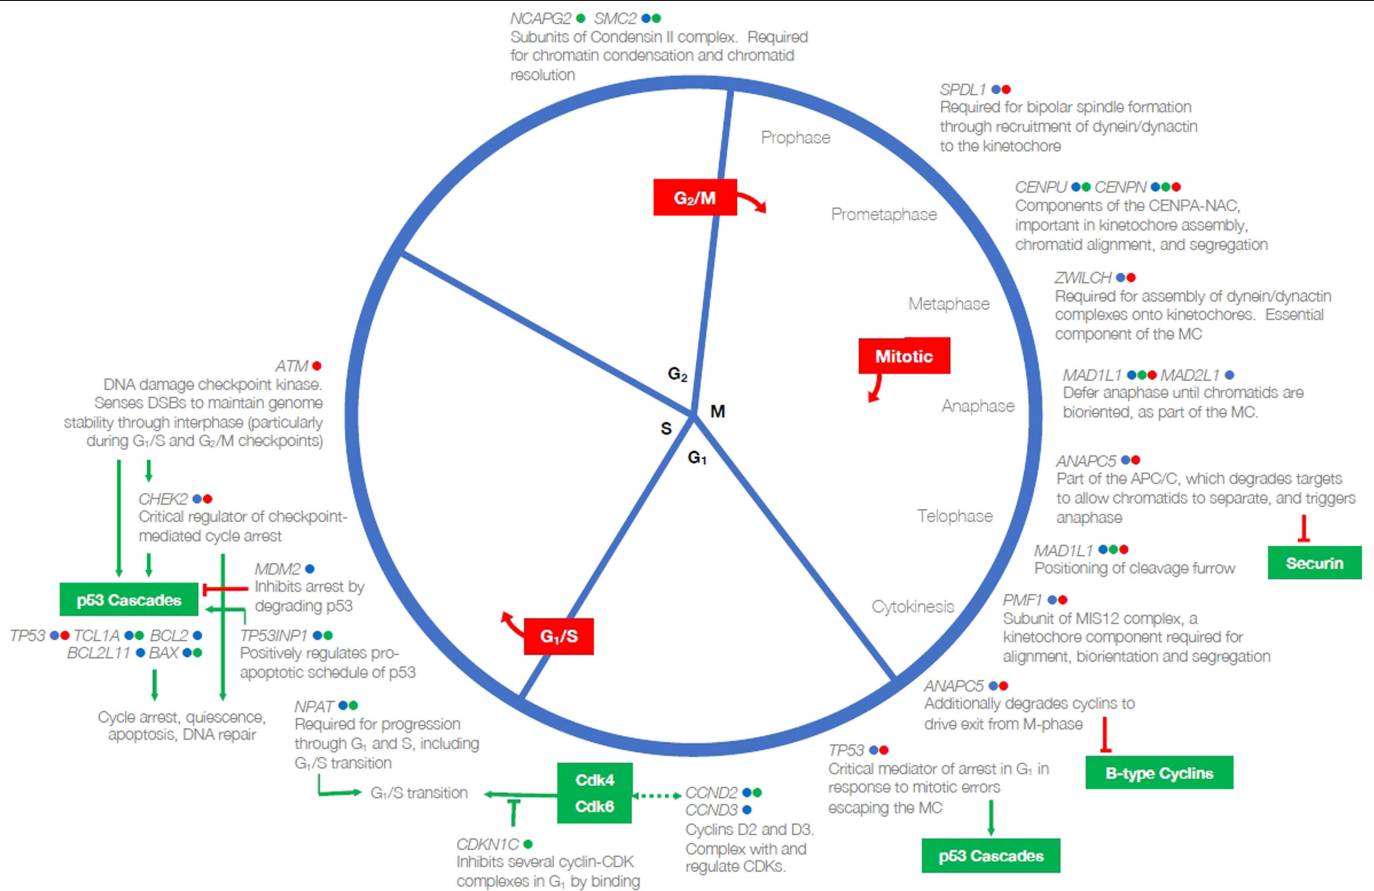 NCAPG2 SMC2
Subunits of Condensin II complex. Required
for chromatin condensation and chromatid
resolution
SPDL1
Required for bipolar spindle formation
through recruitment of dynein/dynactin
to the kinetochore
Prophase
G₂/M
CENPU CENPN
Components of the CENPA-NAC,
important in kinetochore assembly,
chromatid alignment, and segregation
Prometaphase
ZWILCH
Required for assembly of dynein/dynactin
complexes onto kinetochores. Essential
component of the MC
Metaphase
Mitotic
MAD1L1 MAD2L1
Defer anaphase until chromatids are
bioriented, as part of the MC.
Anaphase
G₂
M
S
G₁
ATM
DNA damage checkpoint kinase.
Senses DSBs to maintain genome
stability through interphase (particularly
during G₁/S and G₂/M checkpoints)
ANAPC5
Part of the APC/C, which degrades targets
to allow chromatids to separate, and triggers
anaphase
Securin
CHEK2
Critical regulator of checkpoint-
mediated cycle arrest
Telophase
MAD1L1
Positioning of cleavage furrow
MDM2
Inhibits arrest by
degrading p53
p53 Cascades
Cytokinesis
PMF1
Subunit of MIS12 complex, a
kinetochore component required for
alignment, biorientation and segregation
G₁/S
TP53 TCL1A BCL2
BCL2L11 BAX
TP53INP1
Positively regulates pro-
apoptotic schedule of p53
Cycle arrest, quiescence,
apoptosis, DNA repair
ANAPC5
Additionally degrades cyclins to
drive exit from M-phase
B-type Cyclins
NPAT
Required for progression
through G₁ and S, including
G₁/S transition
TP53
Critical mediator of arrest in G₁ in
response to mitotic errors
escaping the MC
p53 Cascades
G₁/S transition
Cdk4
Cdk6
CCND2
CCND3
Cyclins D2 and D3.
Complex with and
regulate CDKs.
CDKN1C
Inhibits several cyclin-CDK
complexes in G₁ by binding